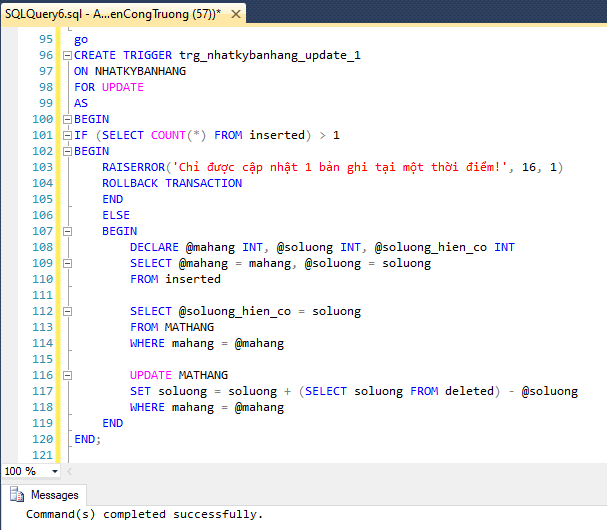 SQLQuery6.sql - A...enCongTruong (57))*
95 go
96 CREATE TRIGGER trg_nhatkybanhang_update_1
97 ON NHATKYBANHANG
98 FOR UPDATE
99 AS
100 BEGIN
101 IF (SELECT COUNT(*) FROM inserted) > 1
102 BEGIN
103 RAISERROR('Chỉ được cập nhật 1 bản ghi tại một thời điểm!', 16, 1)
104 ROLLBACK TRANSACTION
105 END
106 ELSE
107 BEGIN
108 DECLARE @mahang INT, @soluong INT, @soluong_hien_co INT
109 SELECT @mahang = mahang, @soluong = soluong
110 FROM inserted
111
112 SELECT @soluong_hien_co = soluong
113 FROM MATHANG
114 WHERE mahang = @mahang
115
116 UPDATE MATHANG
117 SET soluong = soluong + (SELECT soluong FROM deleted) - @soluong
118 WHERE mahang = @mahang
119 END
120 END;
121
100 %
Messages
Command(s) completed successfully.